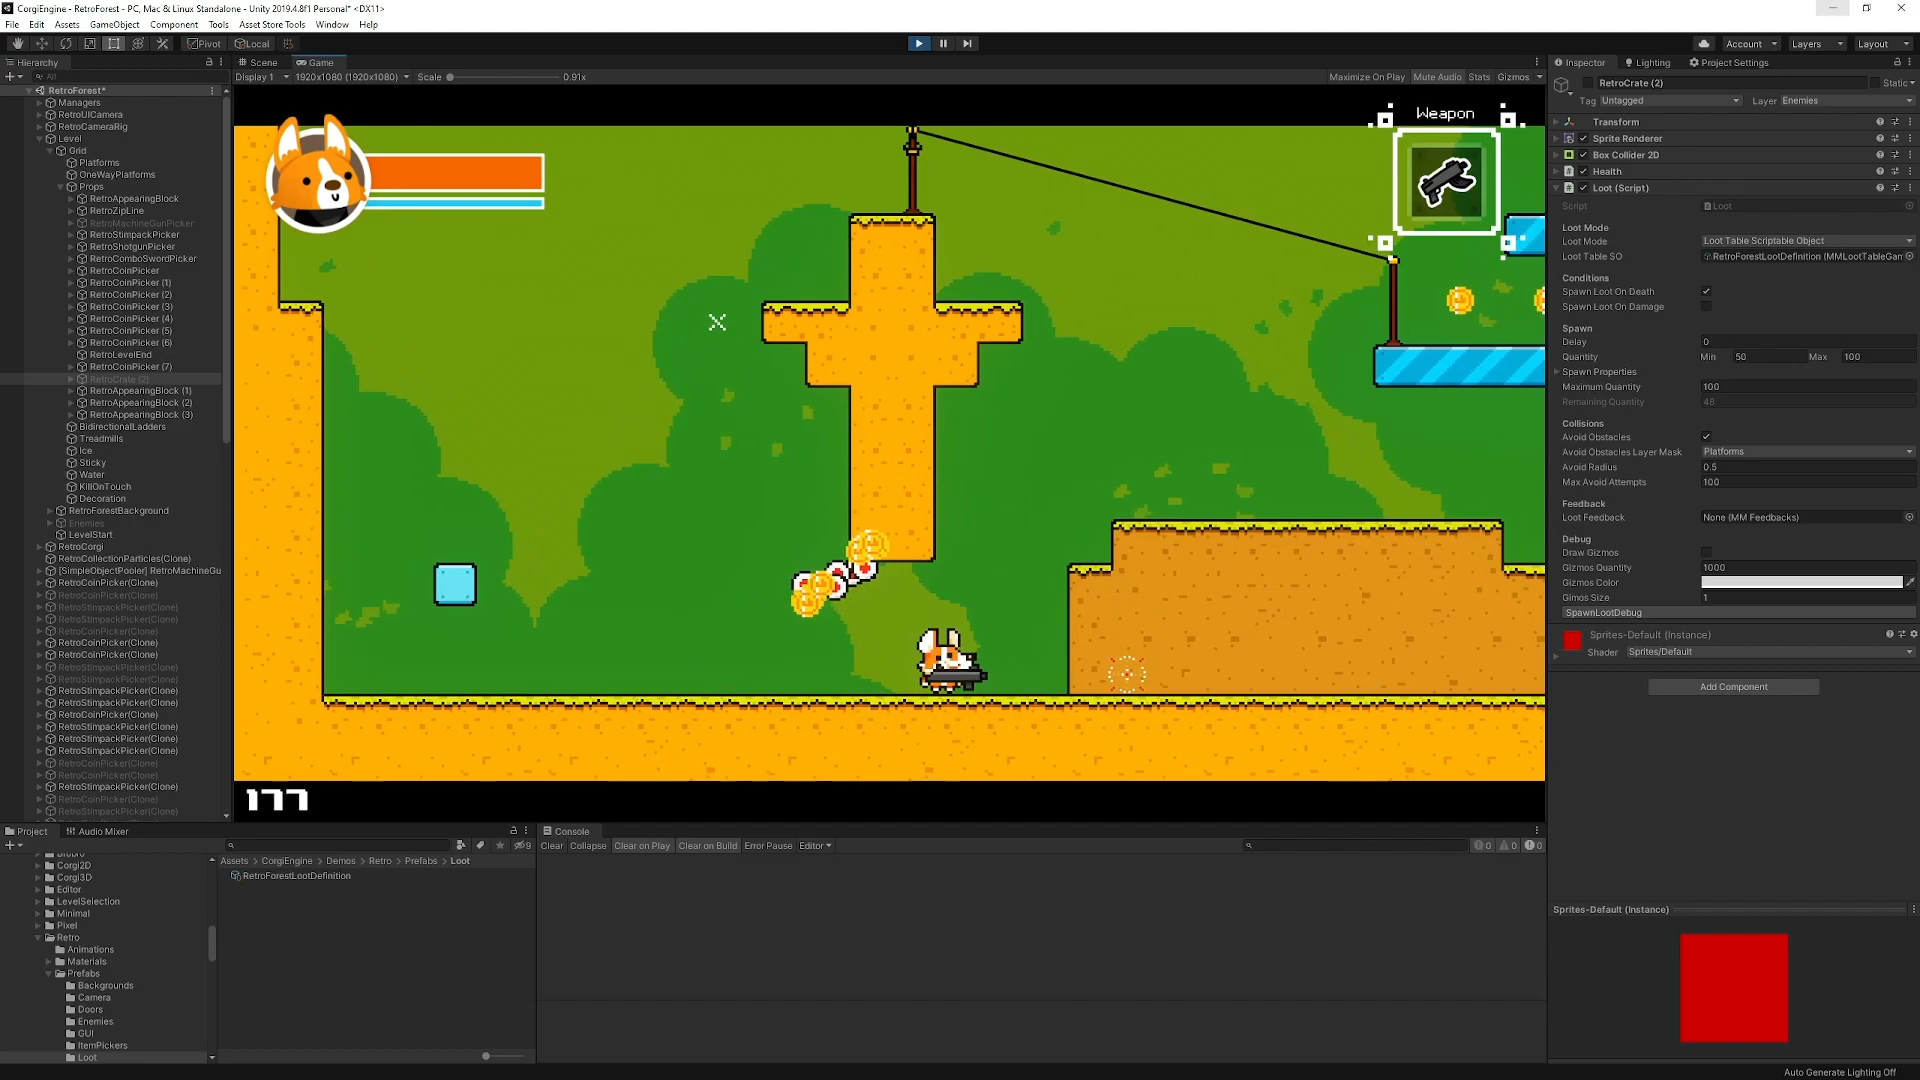 CorgiEngine - RetroForest - PC, Mac & Linux Standalone - Unity 2019.4.8f1 Personal* <DX11>
File Edit Assets GameObject Component Tools Asset Store Tools Window Help
Pivot Local Account Layers Layout
Hierarchy
All
RetroForest*
Managers
RetroUICamera
RetroCameraRig
Level
Grid
Platforms
OneWayPlatforms
Props
RetroAppearingBlock
RetroZipLine
RetroMachineGunPicker
RetroStimpackPicker
RetroShotgunPicker
RetroComboSwordPicker
RetroCoinPicker
RetroCoinPicker (1)
RetroCoinPicker (2)
RetroCoinPicker (3)
RetroCoinPicker (4)
RetroCoinPicker (5)
RetroCoinPicker (6)
RetroLevelEnd
RetroCoinPicker (7)
RetroCrate (2)
RetroAppearingBlock (1)
RetroAppearingBlock (2)
RetroAppearingBlock (3)
BidirectionalLadders
Treadmills
Ice
Sticky
Water
KillOnTouch
Decoration
RetroForestBackground
Enemies
LevelStart
RetroCorgi
RetroCollectionParticles(Clone)
[SimpleObjectPooler] RetroMachineGu
RetroCoinPicker(Clone)
RetroCoinPicker(Clone)
RetroStimpackPicker(Clone)
RetroStimpackPicker(Clone)
RetroCoinPicker(Clone)
RetroCoinPicker(Clone)
RetroCoinPicker(Clone)
RetroStimpackPicker(Clone)
RetroStimpackPicker(Clone)
RetroStimpackPicker(Clone)
RetroStimpackPicker(Clone)
RetroCoinPicker(Clone)
RetroStimpackPicker(Clone)
RetroStimpackPicker(Clone)
RetroCoinPicker(Clone)
RetroCoinPicker(Clone)
RetroCoinPicker(Clone)
RetroStimpackPicker(Clone)
RetroCoinPicker(Clone)
RetroStimpackPicker(Clone)
Scene Game
Display 1 1920x1080 (1920x1080) Scale 0.91x Maximize On Play Mute Audio Stats Gizmos
Weapon
177
Inspector Lighting Project Settings
RetroCrate (2) Static
Tag Untagged Layer Enemies
Transform
Sprite Renderer
Box Collider 2D
Health
Loot (Script)
Script Loot
Loot Mode
Loot Mode Loot Table Scriptable Object
Loot Table SO RetroForestLootDefinition (MMLootTableGam
Conditions
Spawn Loot On Death
Spawn Loot On Damage
Spawn
Delay 0
Quantity Min 50 Max 100
Spawn Properties
Maximum Quantity 100
Remaining Quantity 48
Collisions
Avoid Obstacles
Avoid Obstacles Layer Mask Platforms
Avoid Radius 0.5
Max Avoid Attempts 100
Feedback
Loot Feedback None (MM Feedbacks)
Debug
Draw Gizmos
Gizmos Quantity 1000
Gizmos Color
Gimos Size 1
SpawnLootDebug
Sprites-Default (Instance)
Shader Sprites/Default
Add Component
Sprites-Default (Instance)
Project Audio Mixer
9
Corgi2D
Corgi3D
Editor
LevelSelection
Minimal
Pixel
Retro
Animations
Materials
Prefabs
Backgrounds
Camera
Doors
Enemies
GUI
ItemPickers
Loot
Assets > CorgiEngine > Demos > Retro > Prefabs > Loot
RetroForestLootDefinition
Console
Clear Collapse Clear on Play Clear on Build Error Pause Editor 0 0 0
Auto Generate Lighting Off